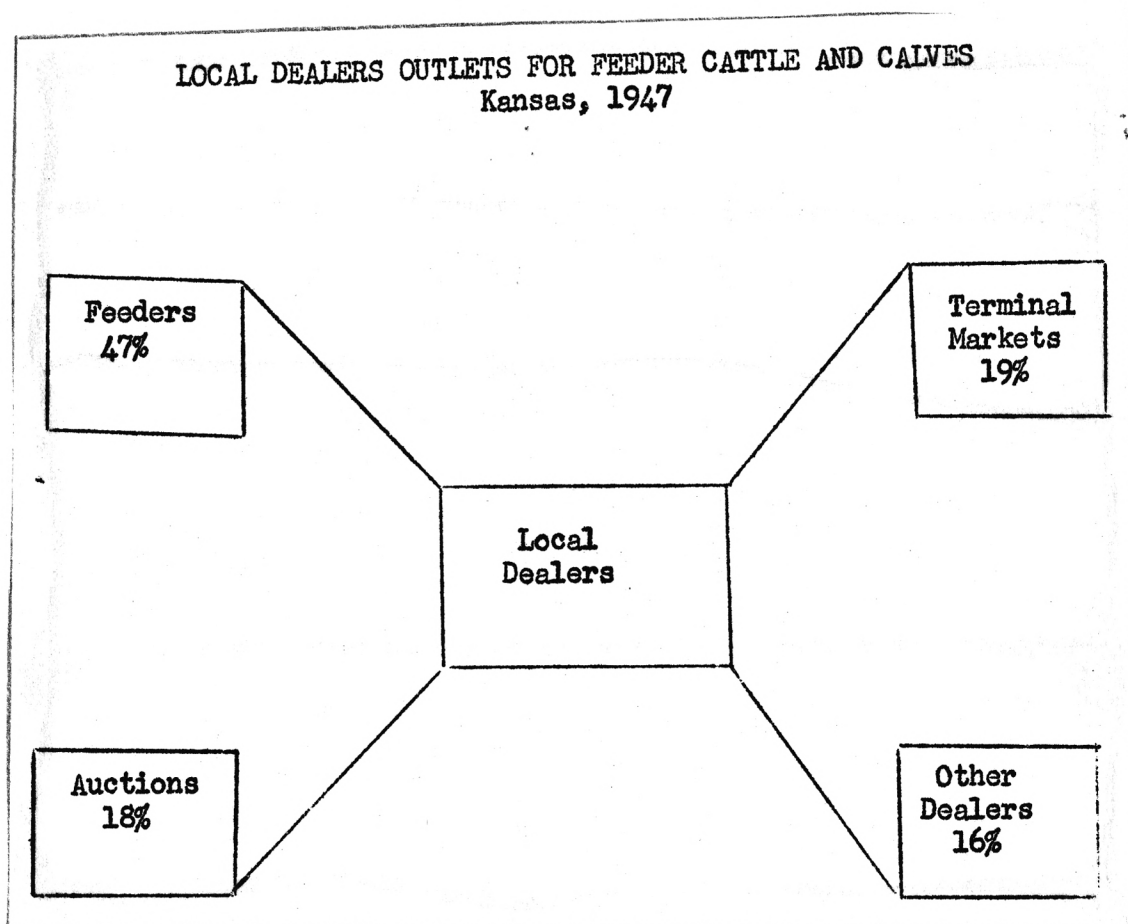 LOCAL DEALERS OUTLETS FOR FEEDER CATTLE AND CALVES
Kansas, 1947
Feeders
47%
Terminal
Markets
19%
Local
Dealers
Auctions
18%
Other
Dealers
16%